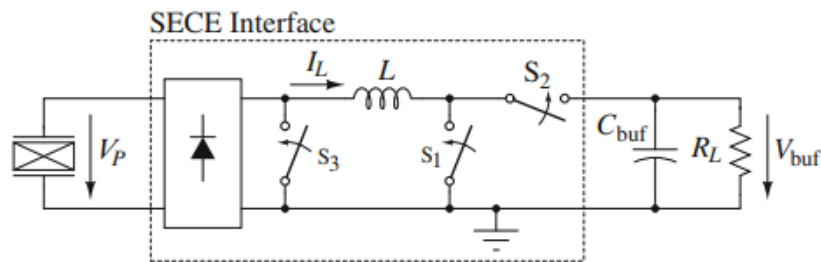 SECE Interface
I_L
L
S_2
V_P
S_3
S_1
C_buf
R_L
V_buf